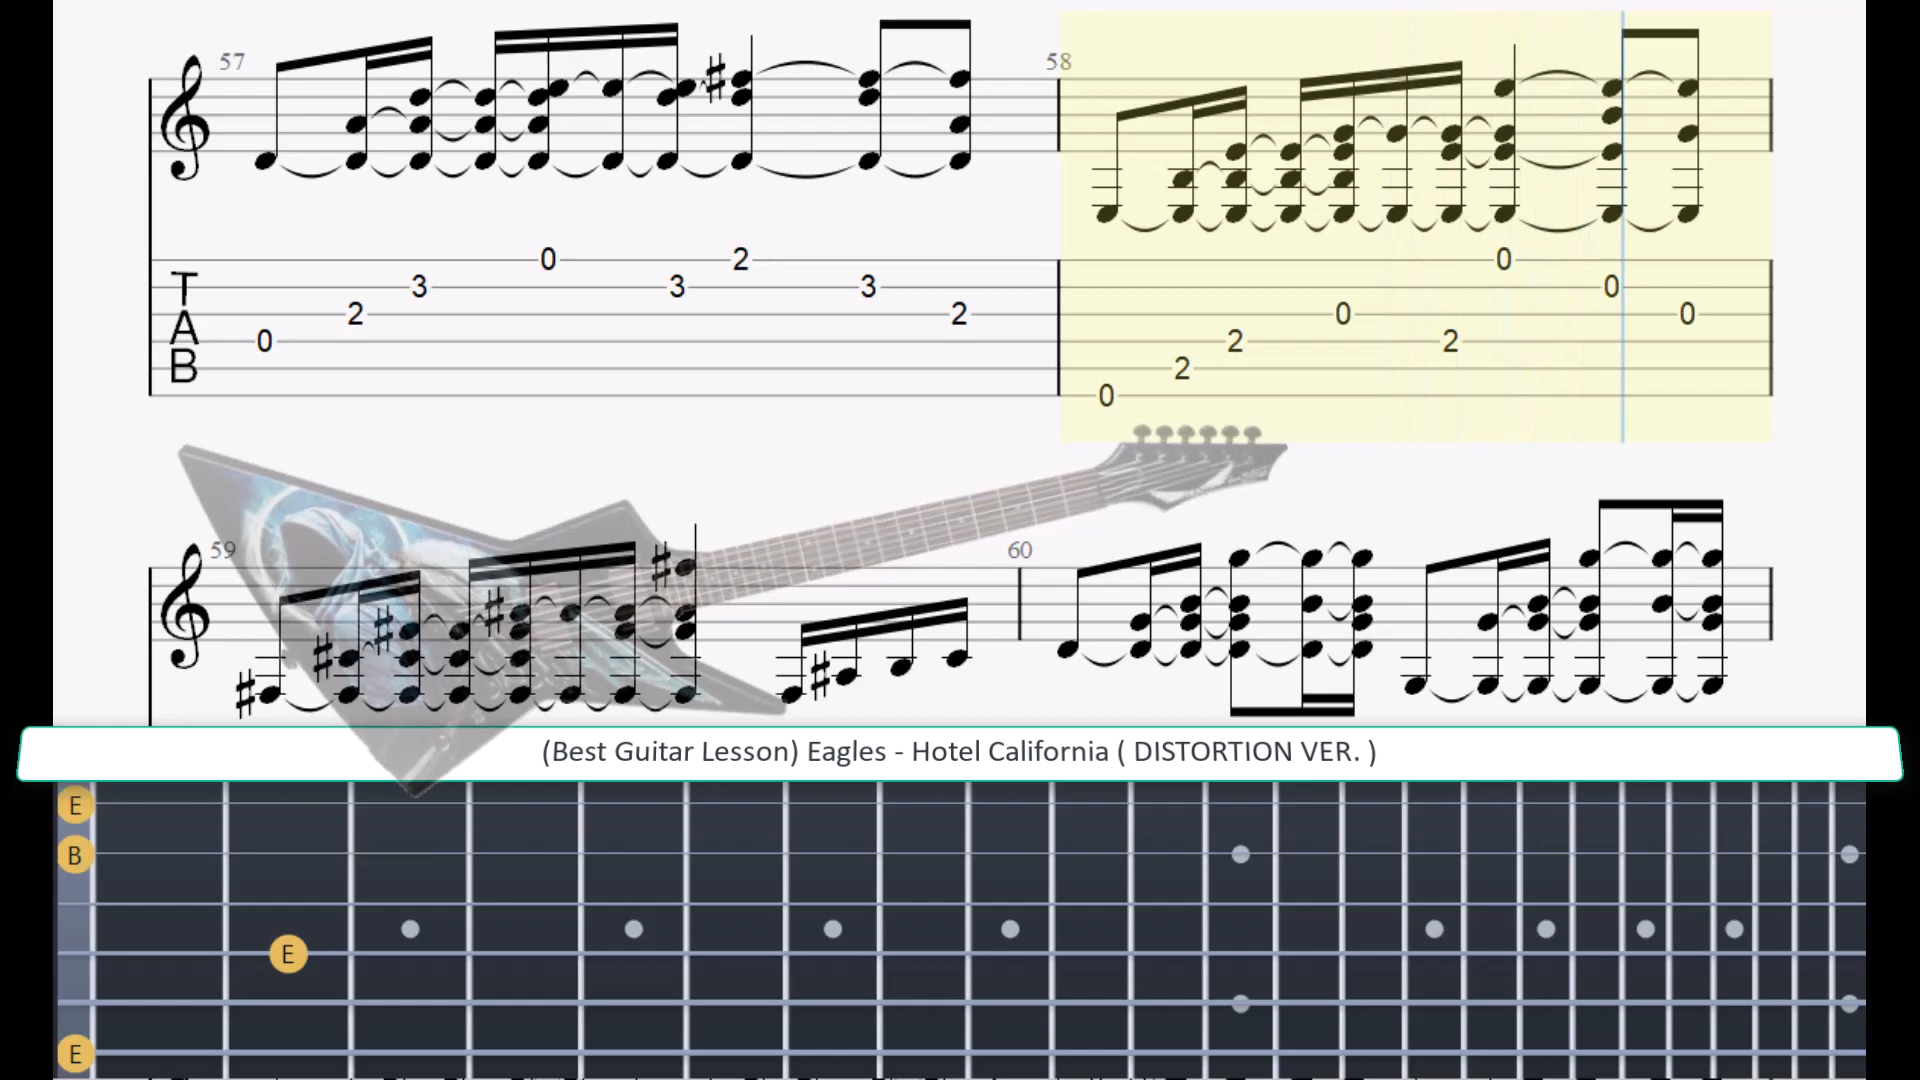 57
58
0 2 3 0 3 2 3 2
0 2 2 0 2 0 0 0
T
A
B
59
60
(Best Guitar Lesson) Eagles - Hotel California ( DISTORTION VER. )
E
B
E
E